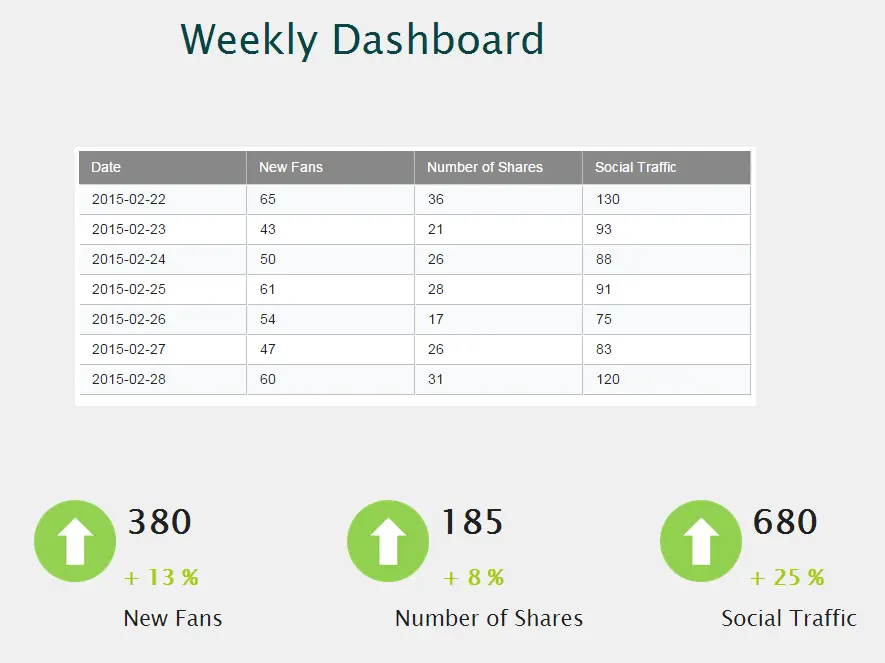 Weekly Dashboard
Date New Fans Number of Shares Social Traffic
2015-02-22 65 36 130
2015-02-23 43 21 93
2015-02-24 50 26 88
2015-02-25 61 28 91
2015-02-26 54 17 75
2015-02-27 47 26 83
2015-02-28 60 31 120
380 185 680
+ 13 % + 8 % + 25 %
New Fans Number of Shares Social Traffic